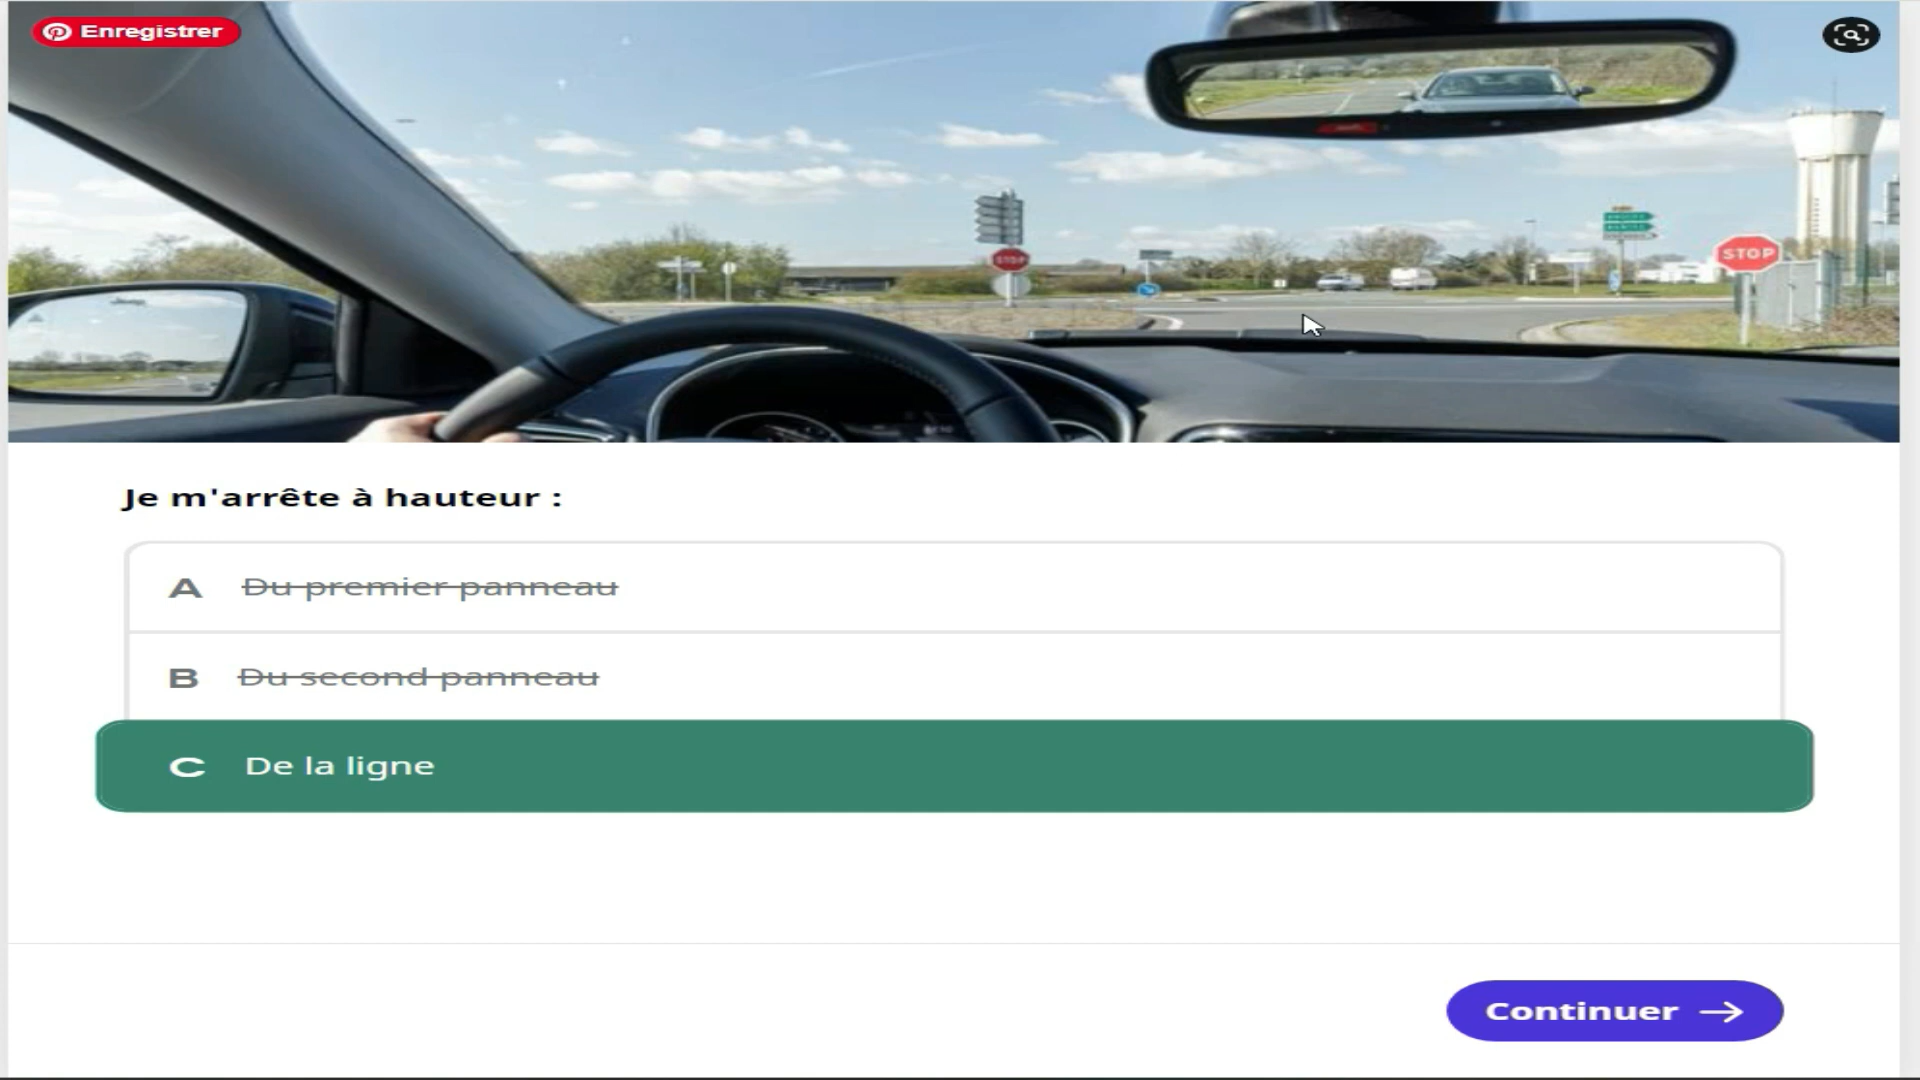 Enregistrer
STOP
STOP
Je m'arrête à hauteur :
A Du premier panneau
B Du second panneau
C De la ligne
Continuer →